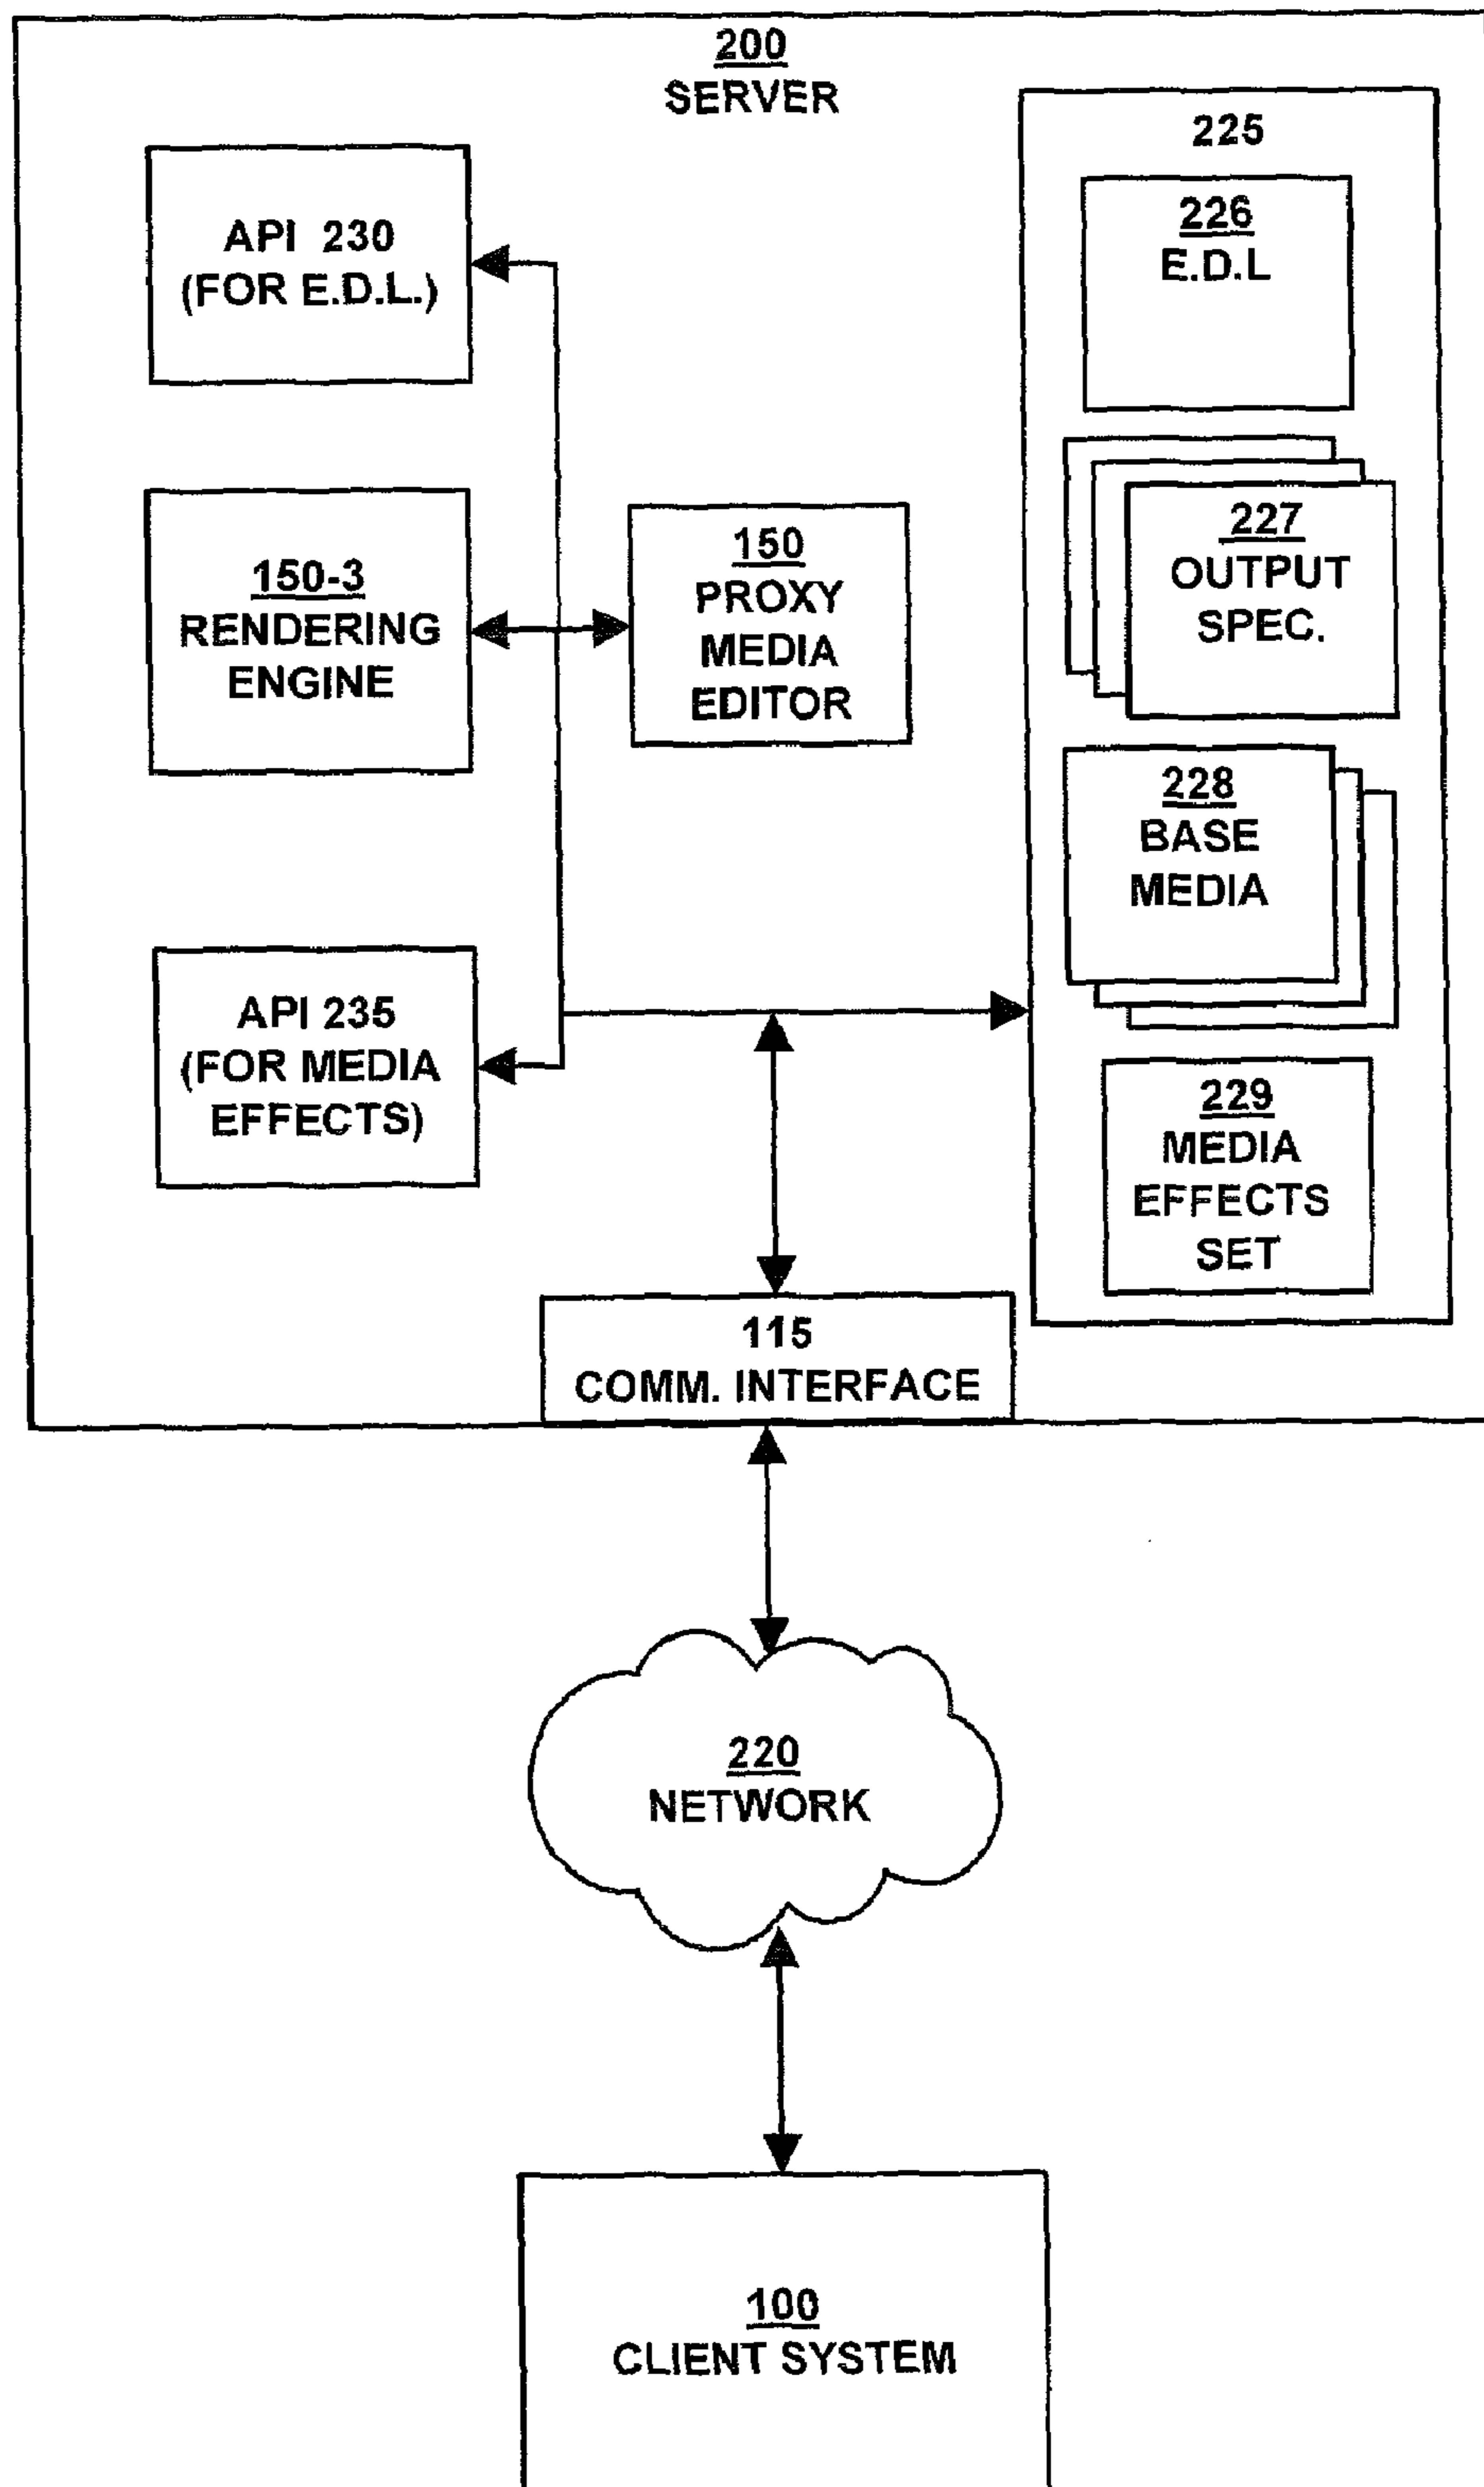 200
SERVER
API 230
(FOR E.D.L.)
150-3
RENDERING
ENGINE
150
PROXY
MEDIA
EDITOR
API 235
(FOR MEDIA
EFFECTS)
225
226
E.D.L
227
OUTPUT
SPEC.
228
BASE
MEDIA
229
MEDIA
EFFECTS
SET
115
COMM. INTERFACE
220
NETWORK
100
CLIENT SYSTEM